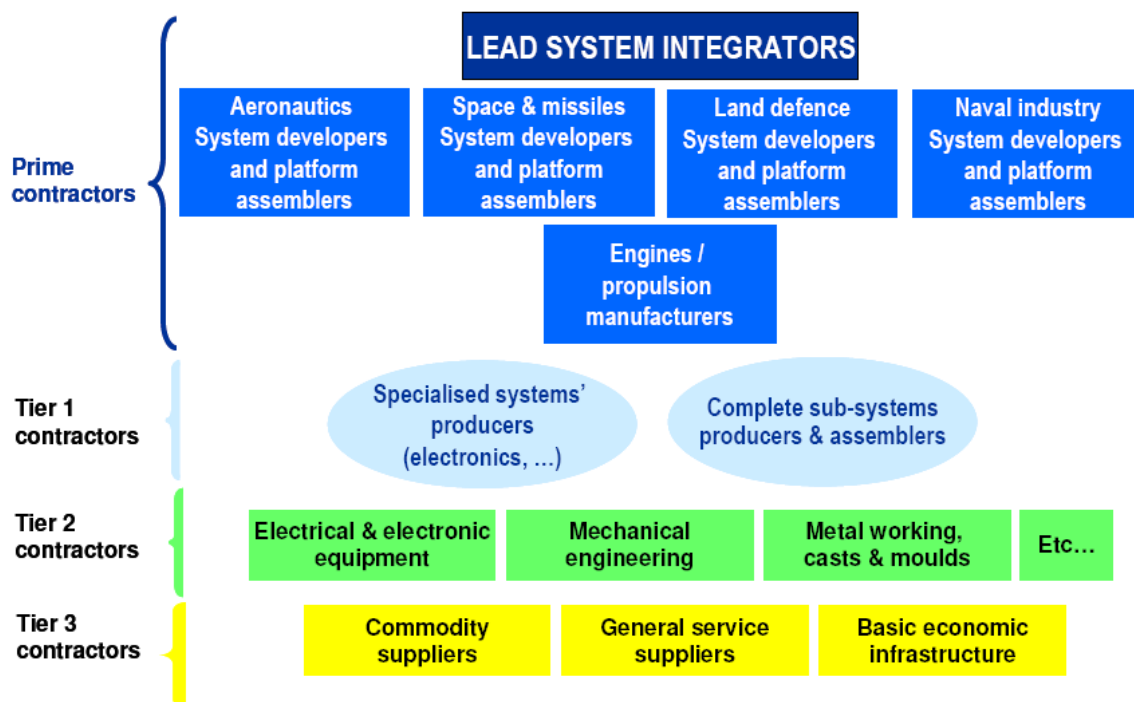 LEAD SYSTEM INTEGRATORS
Prime
contractors
Aeronautics
System developers
and platform
assemblers
Space & missiles
System developers
and platform
assemblers
Land defence
System developers
and platform
assemblers
Naval industry
System developers
and platform
assemblers
Engines /
propulsion
manufacturers
Tier 1
contractors
Specialised systems’
producers
(electronics, ...)
Complete sub-systems
producers & assemblers
Tier 2
contractors
Electrical & electronic
equipment
Mechanical
engineering
Metal working,
casts & moulds
Etc...
Tier 3
contractors
Commodity
suppliers
General service
suppliers
Basic economic
infrastructure